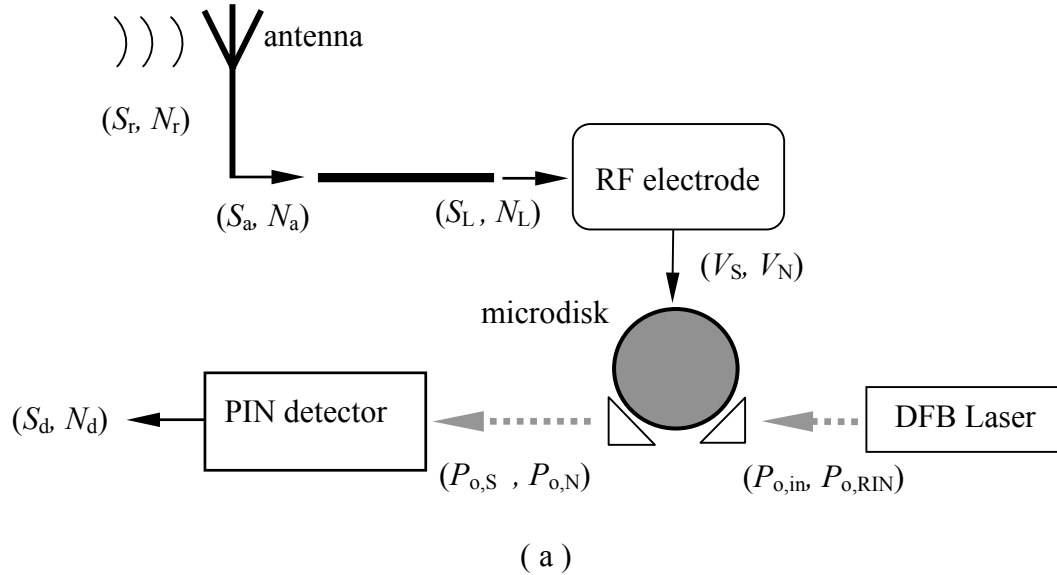 antenna
(Sr, Nr)
RF electrode
(Sa, Na)
(SL , NL)
(VS, VN)
microdisk
PIN detector
(Sd, Nd)
DFB Laser
(Po,S , Po,N)
(Po,in, Po,RIN)
( a )